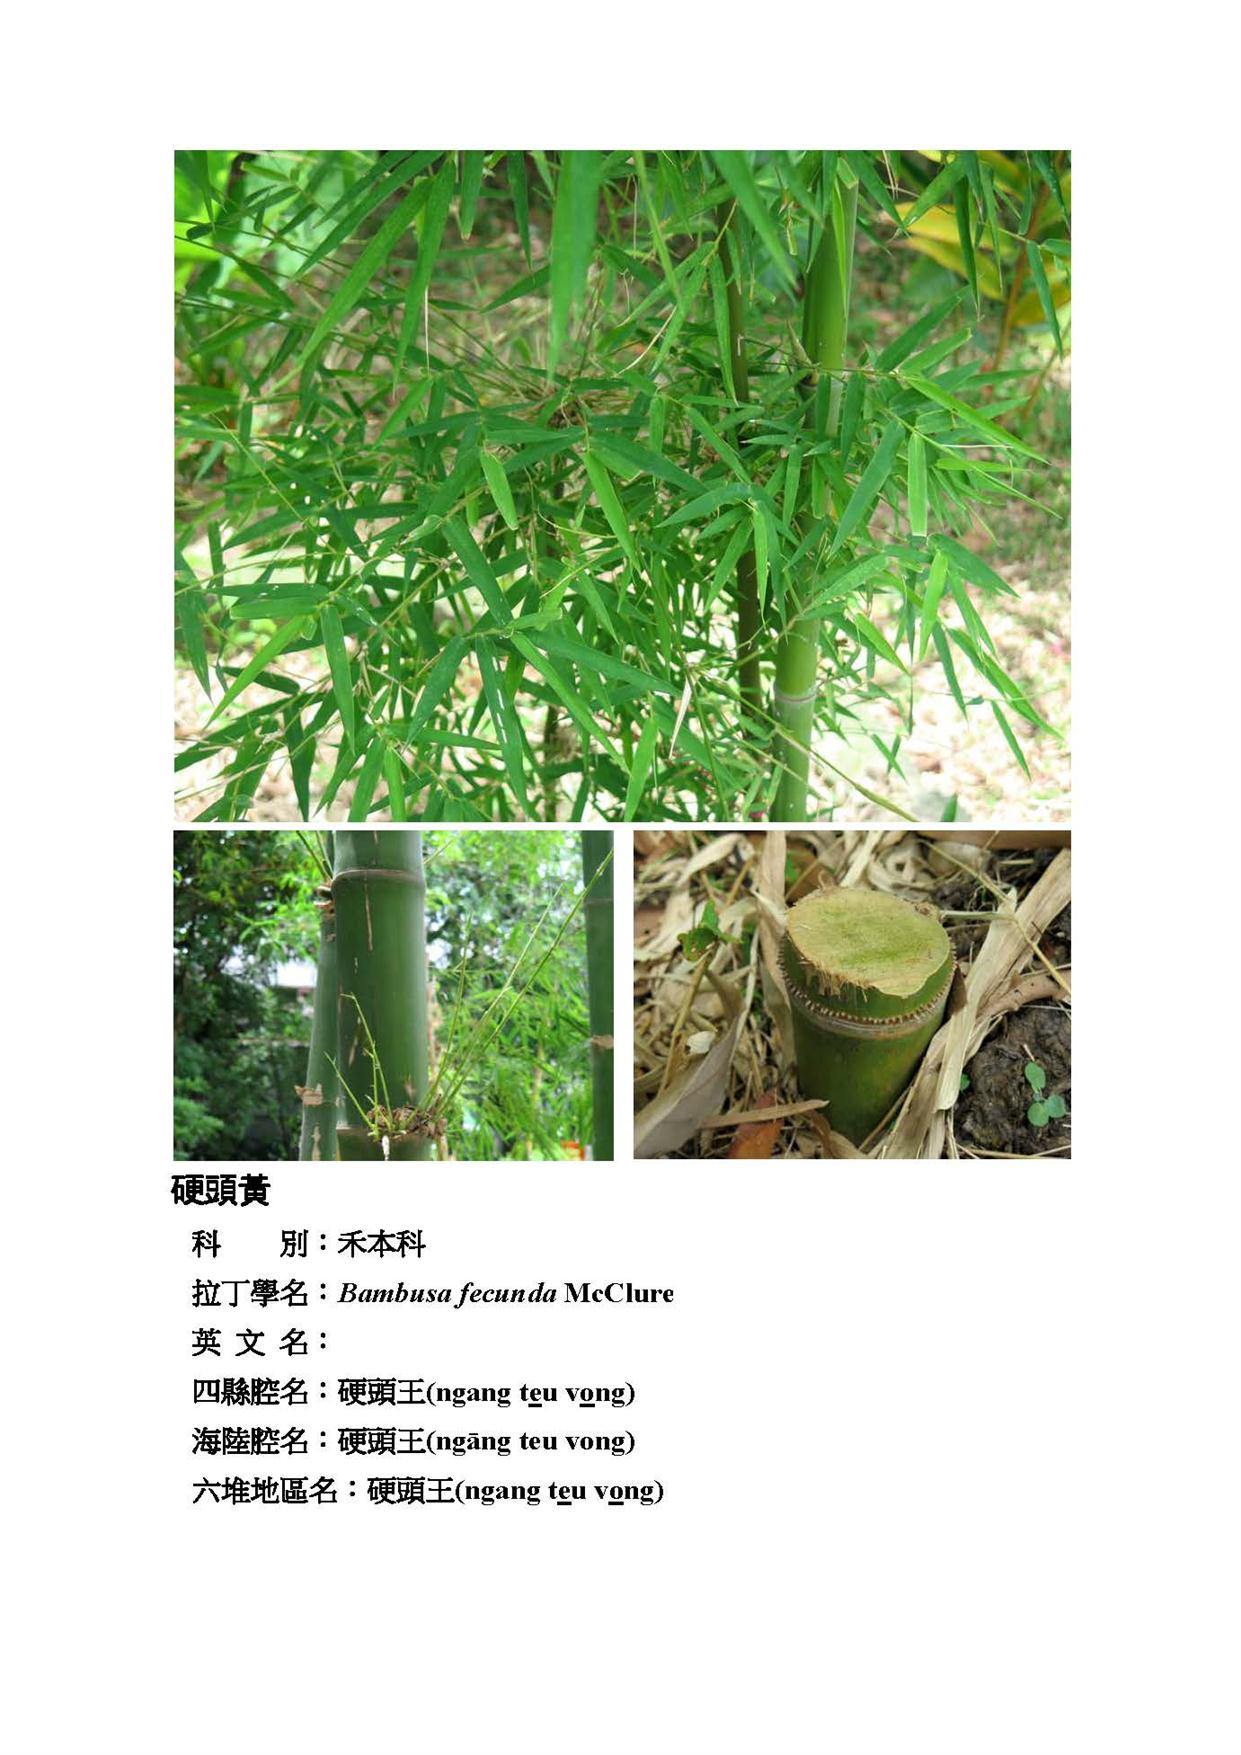 硬頭黃
科　　別：禾本科
拉丁學名：Bambusa fecunda McClure
英 文 名：
四縣腔名：硬頭王(ngang teu vong)
海陸腔名：硬頭王(ngāng teu vong)
六堆地區名：硬頭王(ngang teu vong)